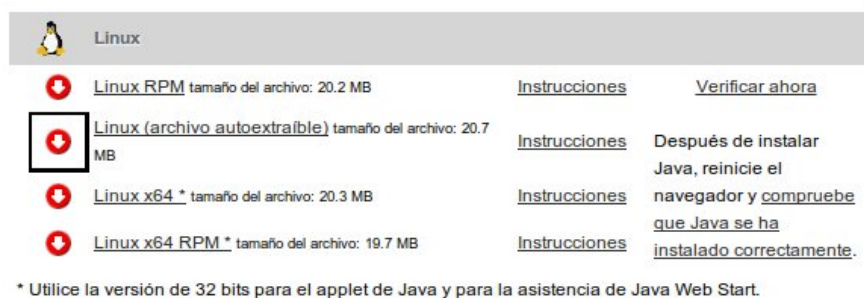 Linux
Linux RPM tamaño del archivo: 20.2 MB Instrucciones Verificar ahora
Linux (archivo autoextraíble) tamaño del archivo: 20.7
MB
Instrucciones
Linux x64 * tamaño del archivo: 20.3 MB Instrucciones
Linux x64 RPM * tamaño del archivo: 19.7 MB Instrucciones
Después de instalar
Java, reinicie el
navegador y compruebe
que Java se ha
instalado correctamente.
* Utilice la versión de 32 bits para el applet de Java y para la asistencia de Java Web Start.